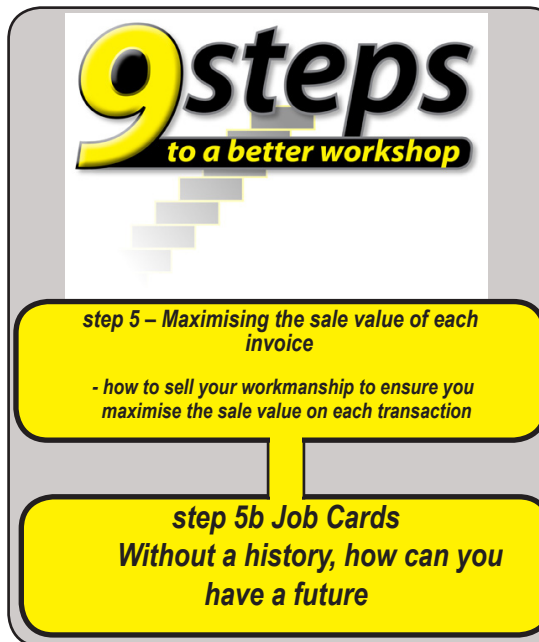 9 steps
to a better workshop
step 5 – Maximising the sale value of each
invoice
- how to sell your workmanship to ensure you
maximise the sale value on each transaction
step 5b Job Cards
Without a history, how can you
have a future